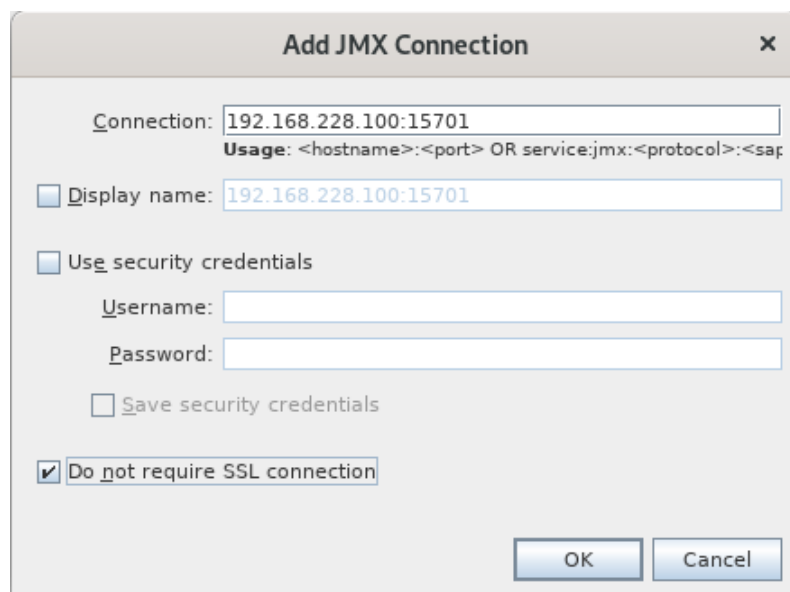 Add JMX Connection
Connection: 192.168.228.100:15701
Usage: <hostname>:<port> OR service:jmx:<protocol>:<sap
Display name: 192.168.228.100:15701
Use security credentials
Username:
Password:
Save security credentials
Do not require SSL connection
OK Cancel